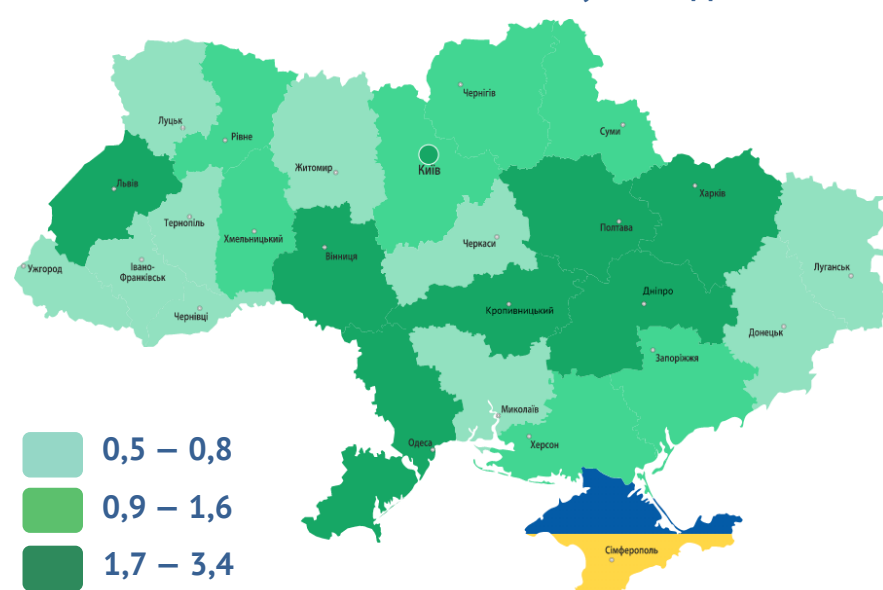 Чернігів
Луцьк
Суми
Рівне
Київ
Житомир
Львів
Харків
Тернопіль
Полтава
Хмельницький
Черкаси
Вінниця
Івано-
Франківськ
Ужгород
Луганськ
Дніпро
Кропивницький
Чернівці
Донецьк
Запоріжжя
Миколаїв
Одеса
Херсон
Сімферополь
0,5 — 0,8
0,9 — 1,6
1,7 — 3,4